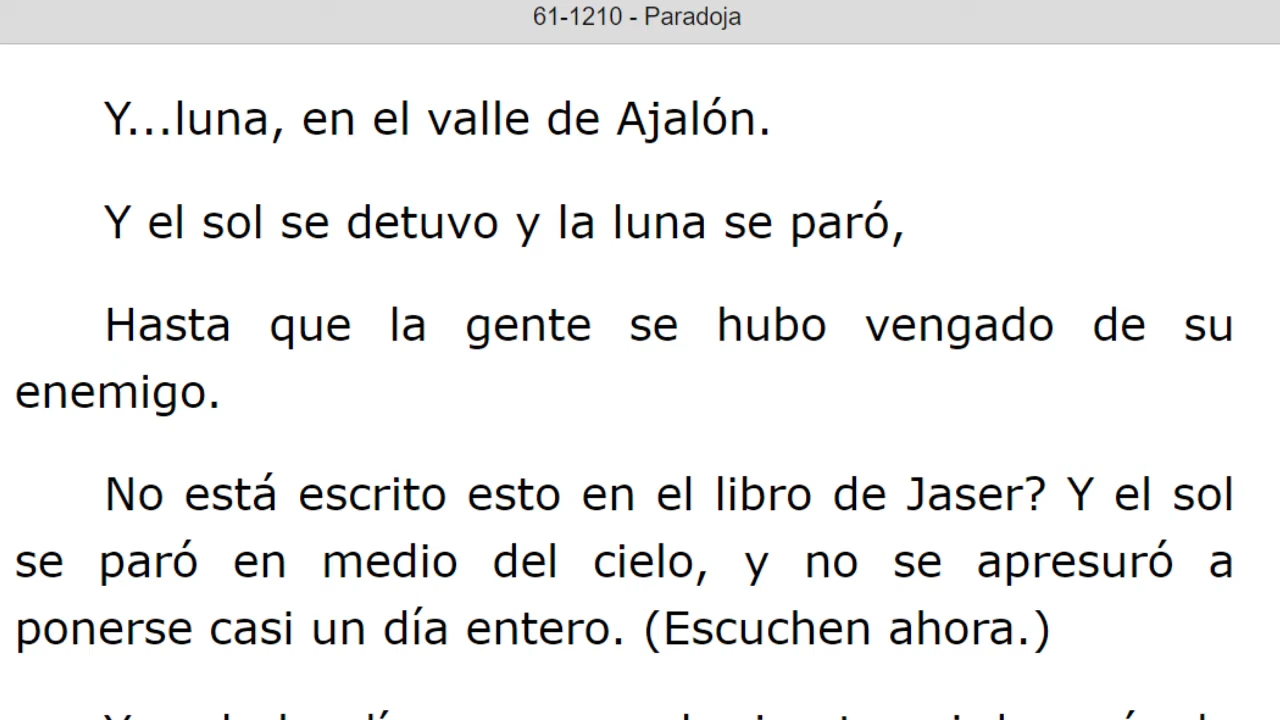 61-1210 - Paradoja
Y...luna, en el valle de Ajalón.
Y el sol se detuvo y la luna se paró,
Hasta que la gente se hubo vengado de su
enemigo.
No está escrito esto en el libro de Jaser? Y el sol
se paró en medio del cielo, y no se apresuró a
ponerse casi un día entero. (Escuchen ahora.)